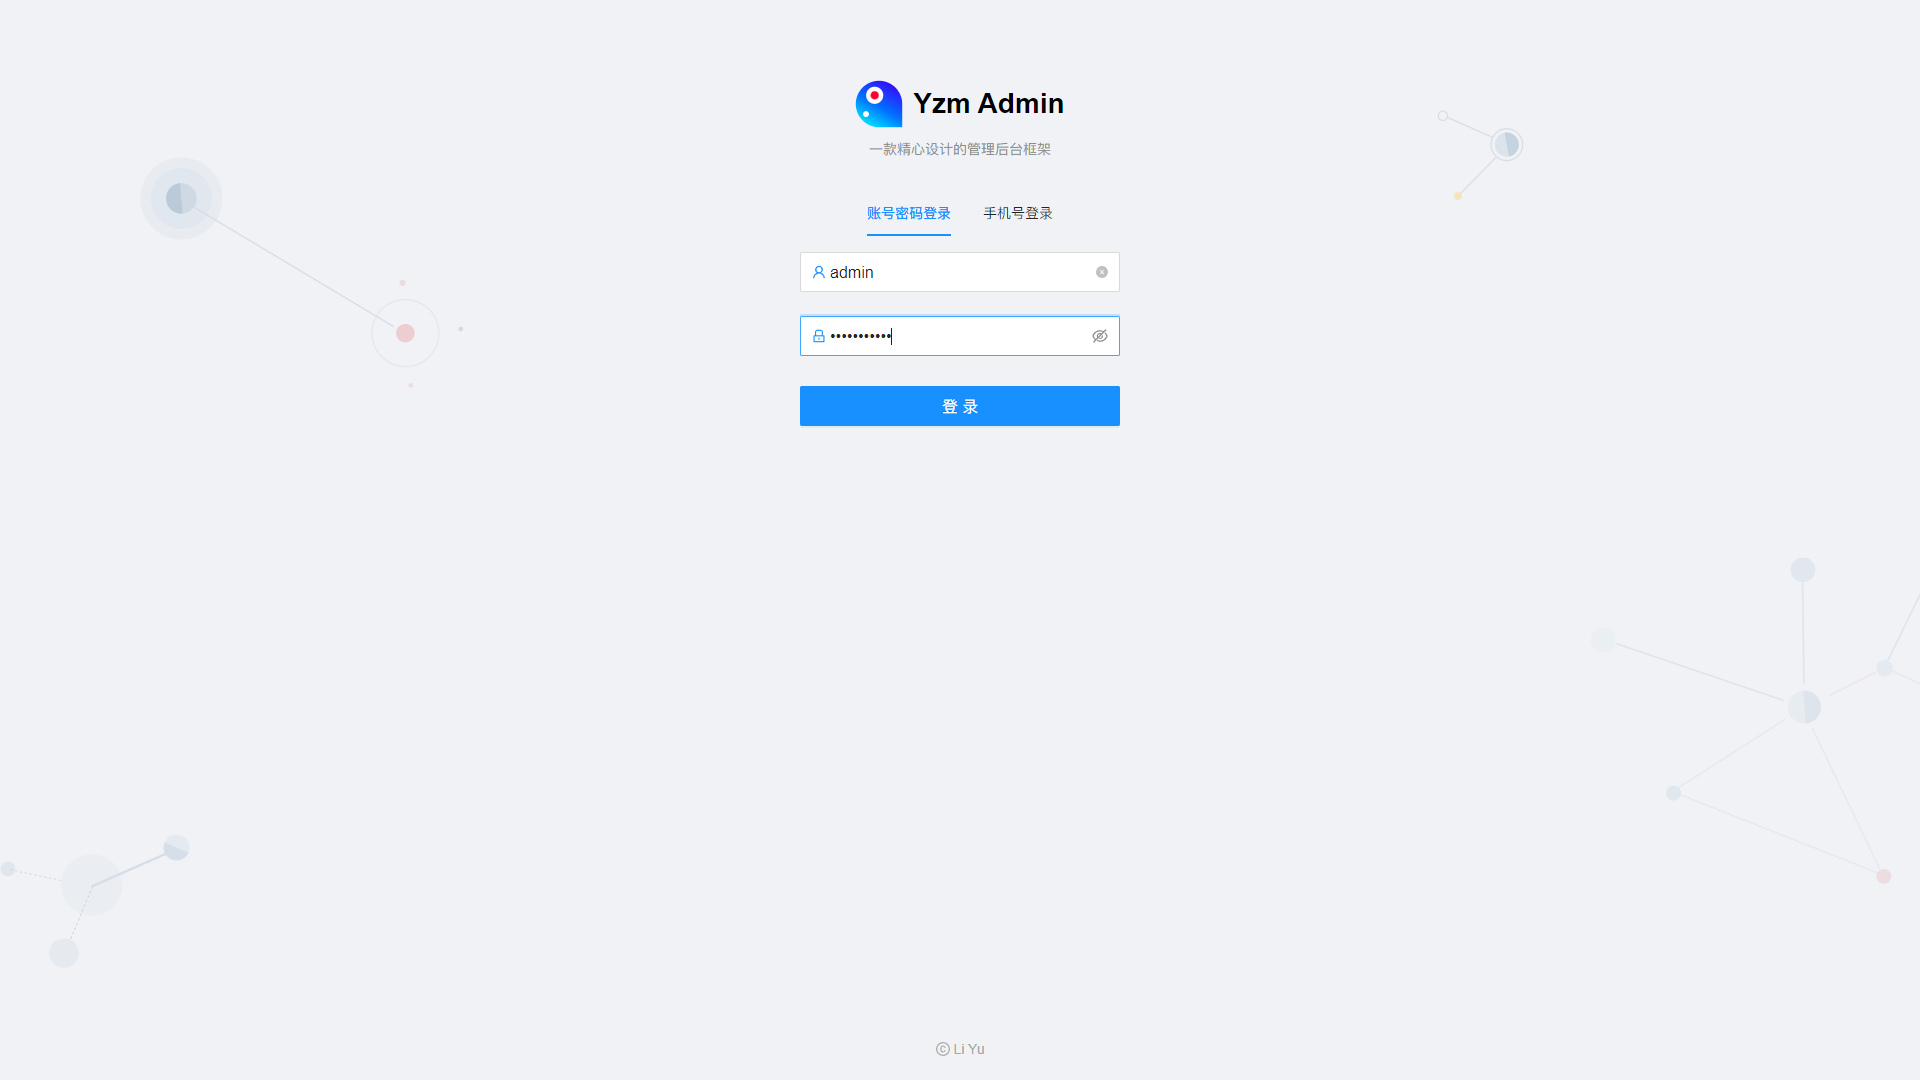 Yzm Admin
一款精心设计的管理后台框架
账号密码登录 手机号登录
admin
•••••••••••
登 录
© Li Yu